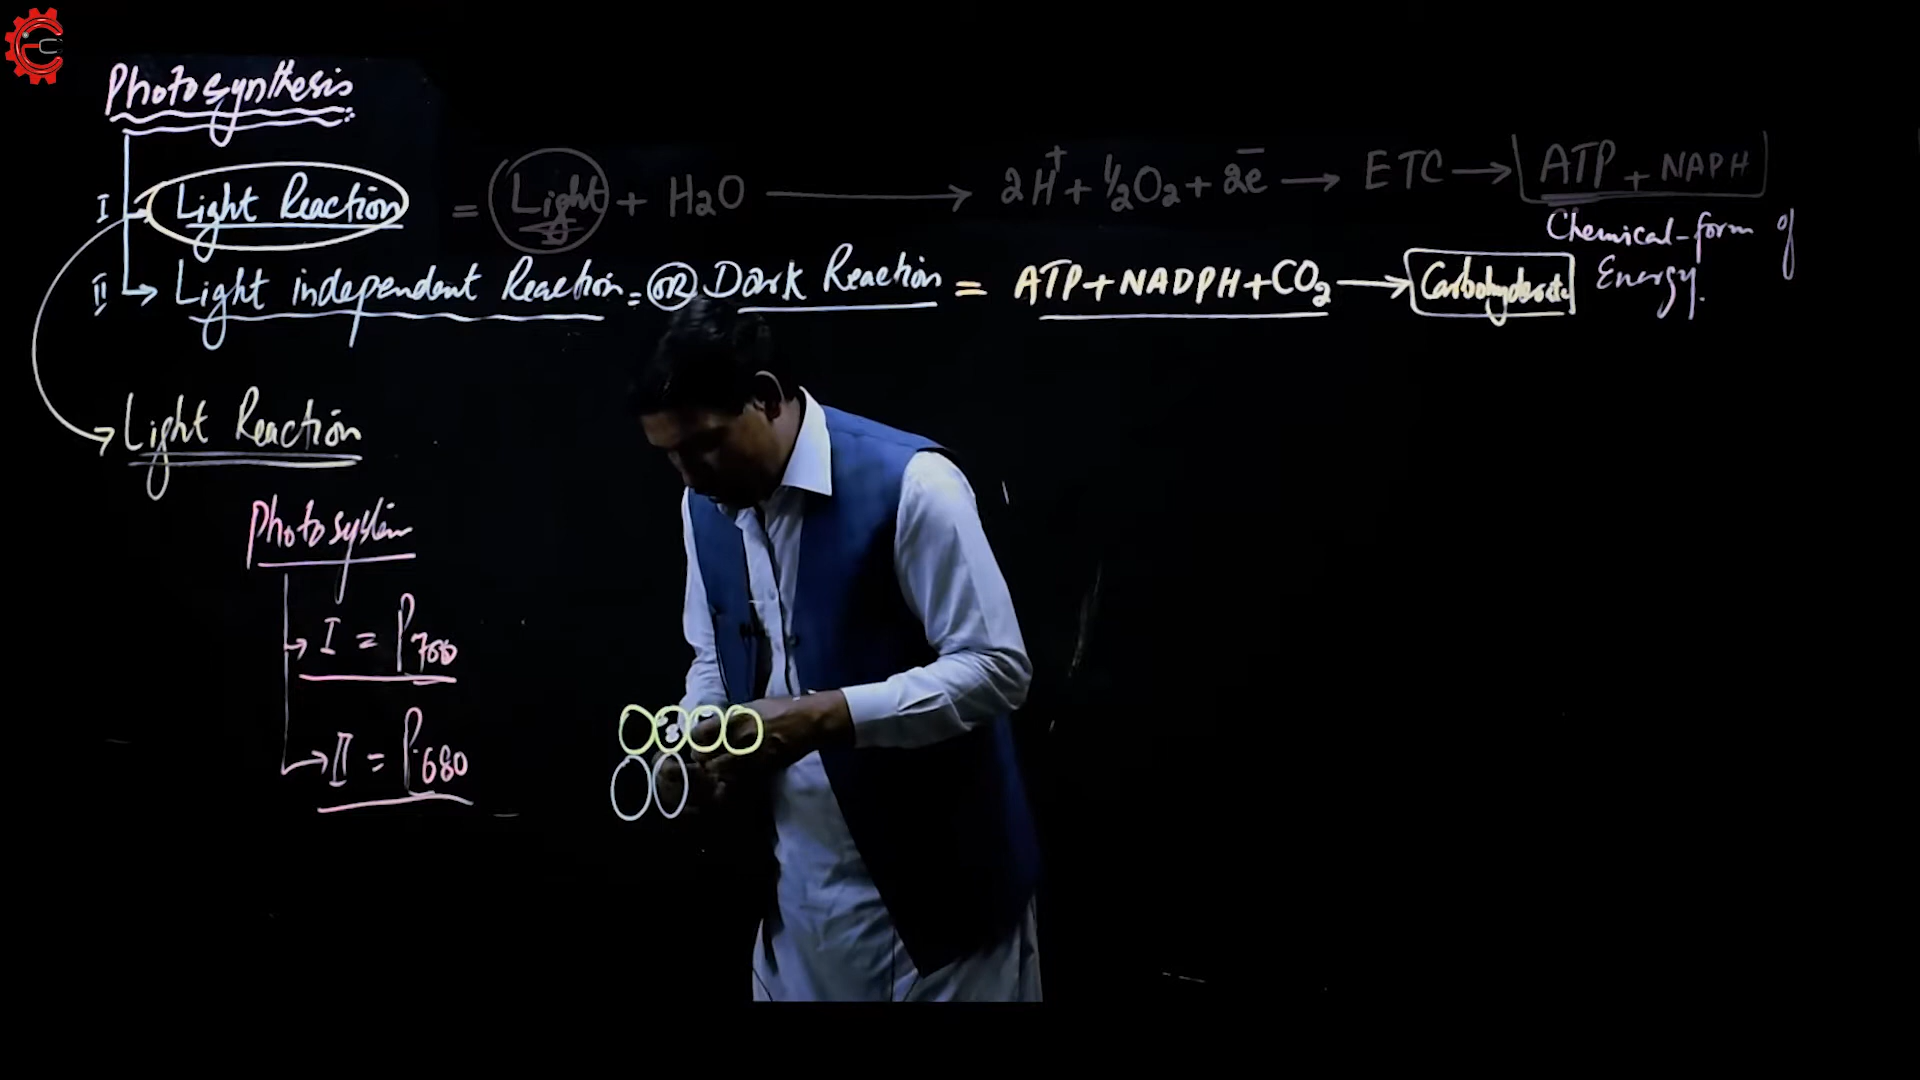 Photosynthesis
I Light Reaction = Light + H2O → 2H⁺ + ½O2 + 2e⁻ → ETC → ATP + NAPH
Chemical form of
Energy.
II → Light independent Reaction = OR Dark Reaction = ATP+NADPH+CO2 → Carbohydrate
→ Light Reaction
Photosystem
→ I = P700
→ II = P680